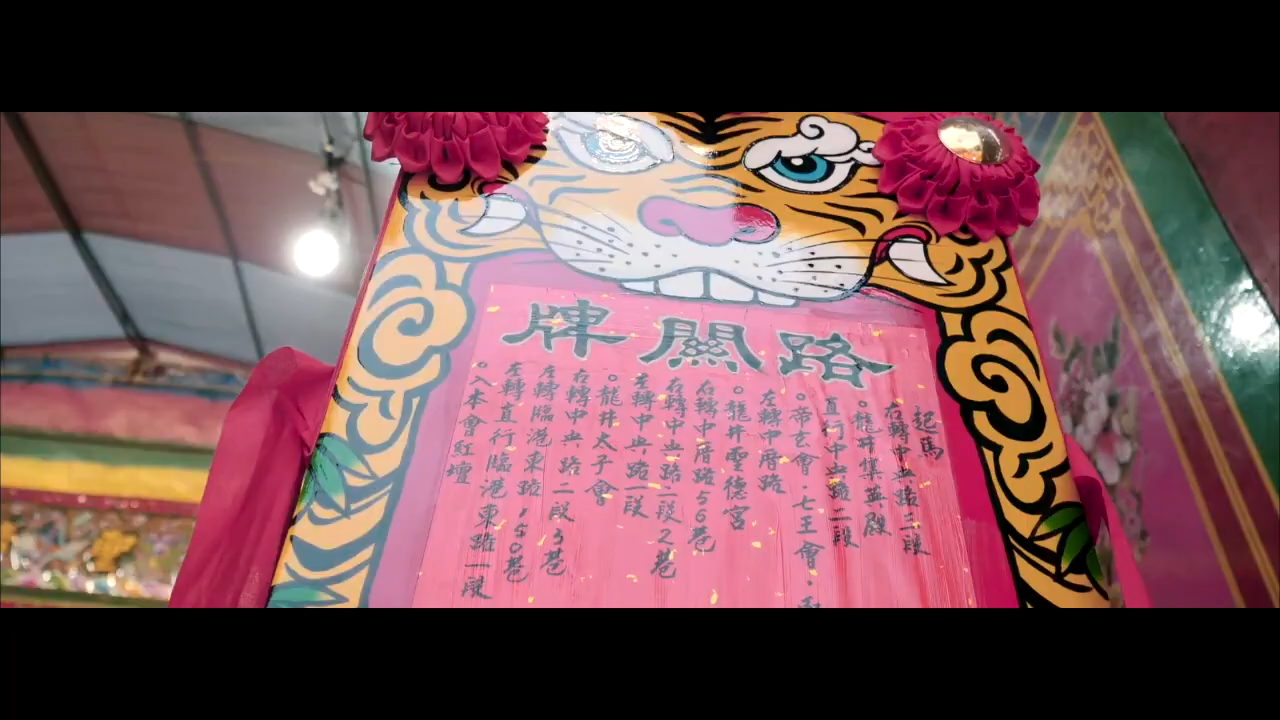 路關牌
起馬
右轉中央路三段
。龍井集英殿
直行中央路二段
。帝玄會·七王會·
左轉中厝路
。龍井聖德宮
右轉中厝路56巷
右轉中央路一段2巷
左轉中央路一段
。龍井太子會
右轉中央路二段3巷
左轉臨港東路150巷
左轉直行臨港東路一段
。入本會紅壇